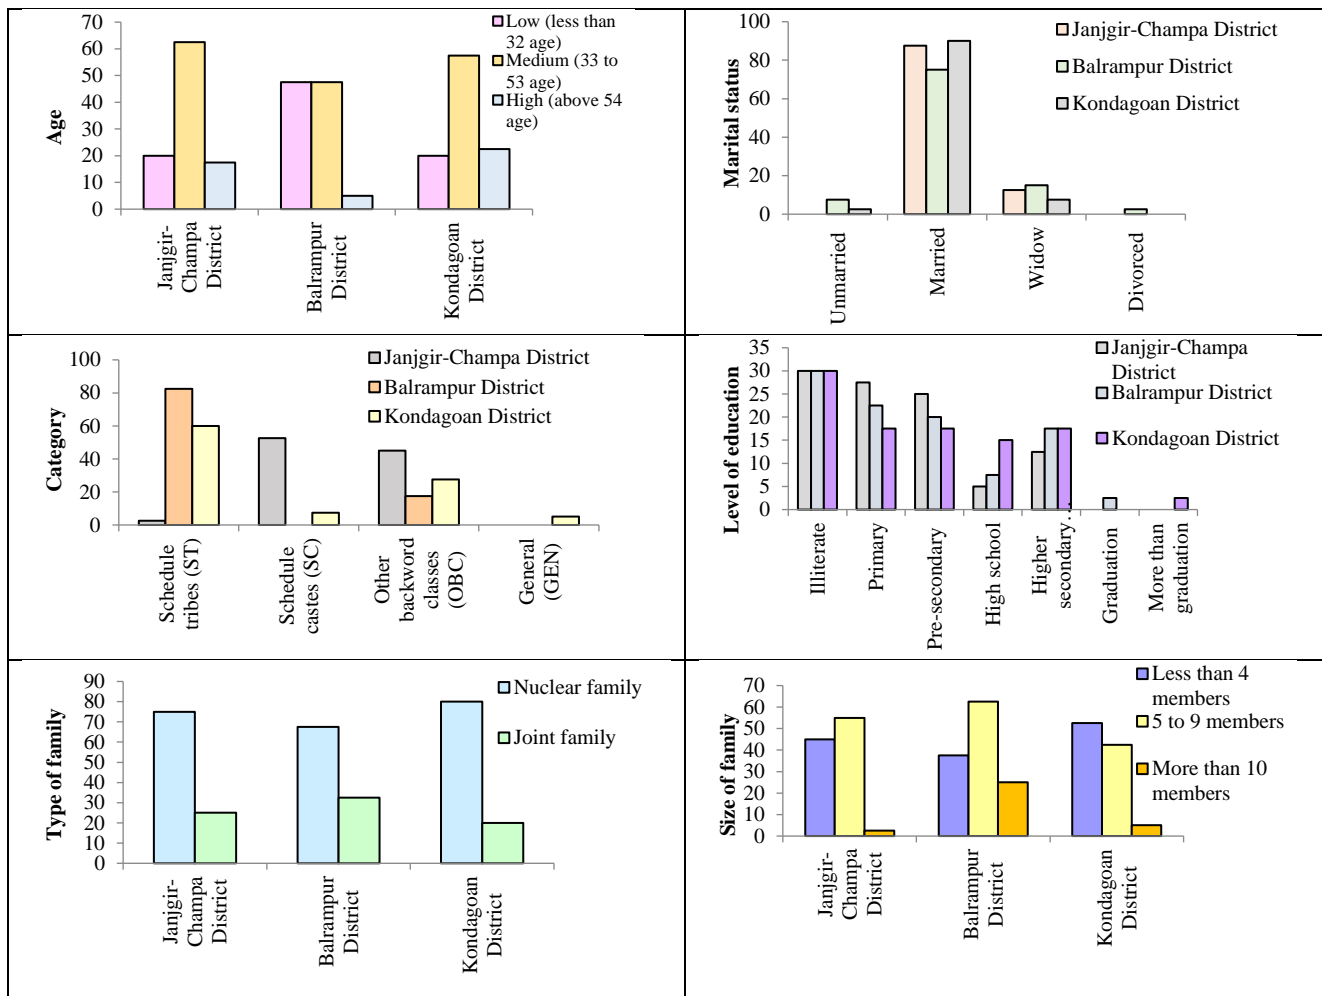 Age
70
60
50
40
30
20
10
0
Low (less than
32 age)
Medium (33 to
53 age)
High (above 54
age)
Janjgir-
Champa
District
Balrampur
District
Kondagoan
District
Marital status
100
80
60
40
20
0
Janjgir-Champa District
Balrampur District
Kondagoan District
Unmarried
Married
Widow
Divorced
Category
100
80
60
40
20
0
Janjgir-Champa District
Balrampur District
Kondagoan District
Schedule
tribes (ST)
Schedule
castes (SC)
Other
backword
classes
(OBC)
General
(GEN)
Level of education
35
30
25
20
15
10
5
0
Janjgir-Champa
District
Balrampur District
Kondagoan District
Illiterate
Primary
Pre-secondary
High school
Higher
secondary…
Graduation
More than
graduation
Type of family
90
80
70
60
50
40
30
20
10
0
Nuclear family
Joint family
Janjgir-
Champa
District
Balrampur
District
Kondagoan
District
Size of family
70
60
50
40
30
20
10
0
Less than 4
members
5 to 9 members
More than 10
members
Janjgir-
Champa
District
Balrampur
District
Kondagoan
District